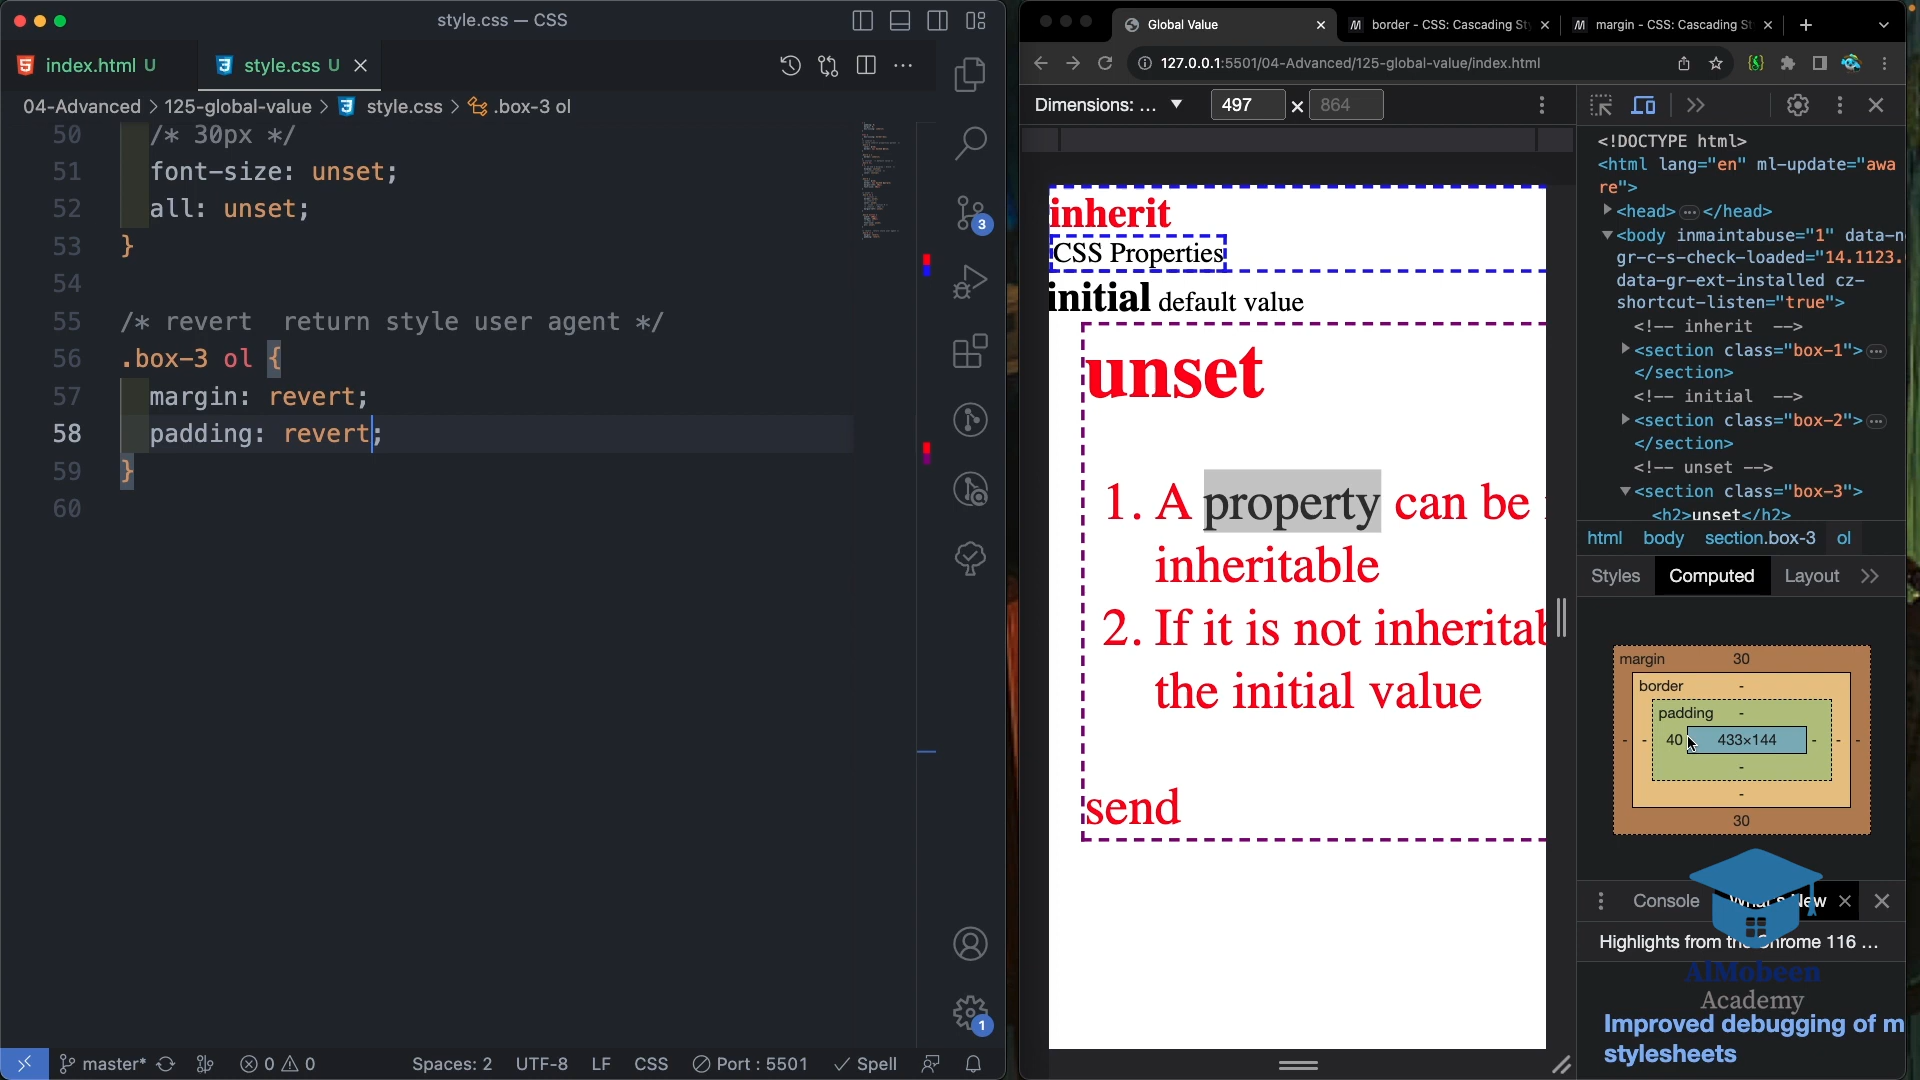 style.css — CSS
index.html U
style.css U
04-Advanced > 125-global-value > style.css > .box-3 ol
50 /* 30px */
51 font-size: unset;
52 all: unset;
53 }
54
55 /* revert  return style user agent */
56 .box-3 ol {
57 margin: revert;
58 padding: revert;
59 }
60
3
1
master* 0 0 Spaces: 2 UTF-8 LF CSS Port : 5501 Spell
Global Value
border - CSS: Cascading St
margin - CSS: Cascading St
127.0.0.1:5501/04-Advanced/125-global-value/index.html
Dimensions: ... 497 × 864
inherit
CSS Properties
initial default value
unset
1. A property can be
inheritable
2. If it is not inheritab
the initial value
send
<!DOCTYPE html>
<html lang="en" ml-update="awa
re">
<head> … </head>
<body inmaintabuse="1" data-n
gr-c-s-check-loaded="14.1123.
data-gr-ext-installed cz-
shortcut-listen="true">
<!-- inherit -->
<section class="box-1"> …
</section>
<!-- initial -->
<section class="box-2"> …
</section>
<!-- unset -->
<section class="box-3">
<h2>unset</h2>
html body section.box-3 ol
Styles Computed Layout
margin 30
border -
padding -
- - 40 433×144 - - -
-
-
30
Console What's New
Highlights from the Chrome 116 ...
AlMobeen
Academy
Improved debugging of m
stylesheets